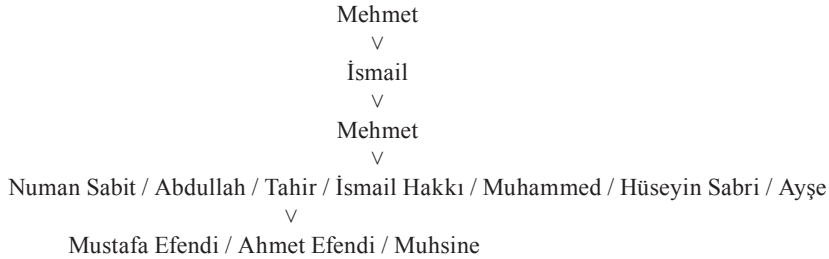 Mehmet
˅
İsmail
˅
Mehmet
˅
Numan Sabit / Abdullah / Tahir / İsmail Hakkı / Muhammed / Hüseyin Sabri / Ayşe
˅
Mustafa Efendi / Ahmet Efendi / Muhsine